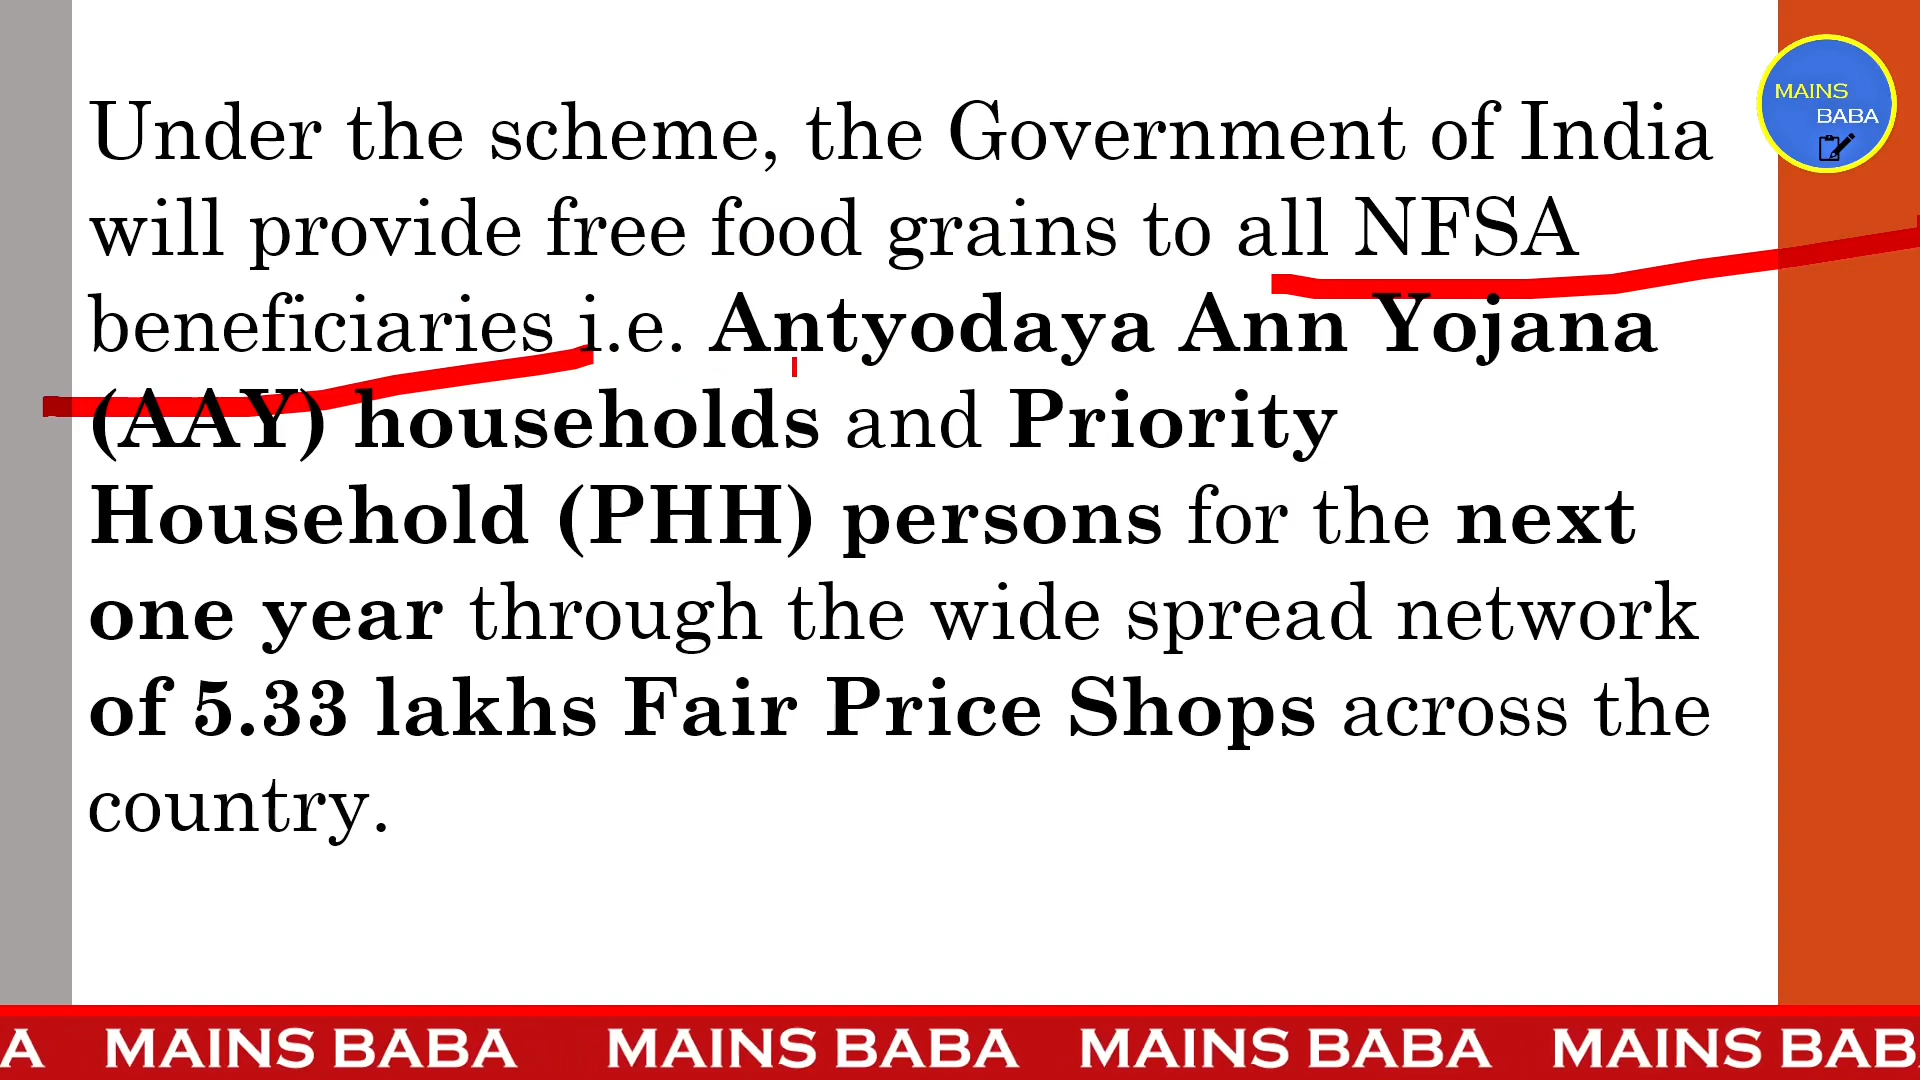 Under the scheme, the Government of India
will provide free food grains to all NFSA
beneficiaries i.e. Antyodaya Ann Yojana
(AAY) households and Priority
Household (PHH) persons for the next
one year through the wide spread network
of 5.33 lakhs Fair Price Shops across the
country.
MAINS
BABA
A MAINS BABA MAINS BABA MAINS BABA MAINS BAB